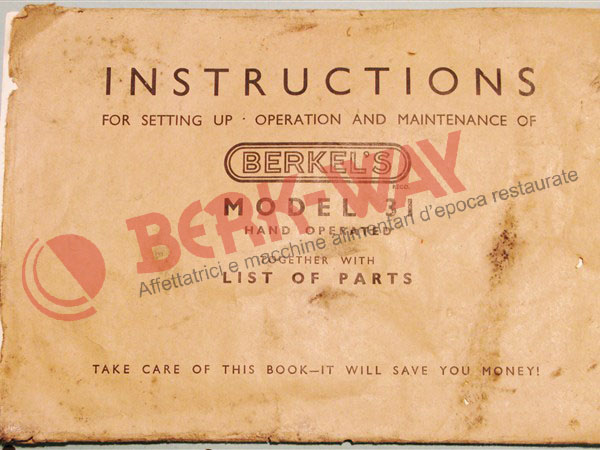 INSTRUCTIONS
FOR SETTING UP · OPERATION AND MAINTENANCE OF
BERKEL'S
REGD.
MODEL 31
HAND OPERATED
TOGETHER WITH
LIST OF PARTS
TAKE CARE OF THIS BOOK—IT WILL SAVE YOU MONEY!
BERK-WAY
Affettatrici e macchine alimentari d'epoca restaurate